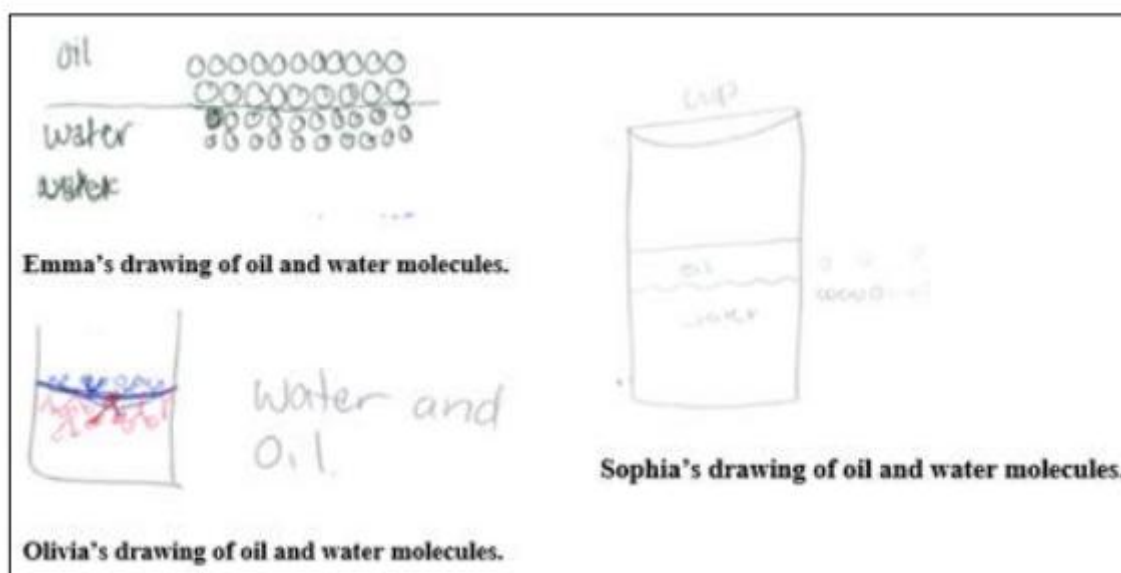 oil
water
water
Emma's drawing of oil and water molecules.
water and
oil.
Olivia's drawing of oil and water molecules.
cup
oil
water
Sophia's drawing of oil and water molecules.